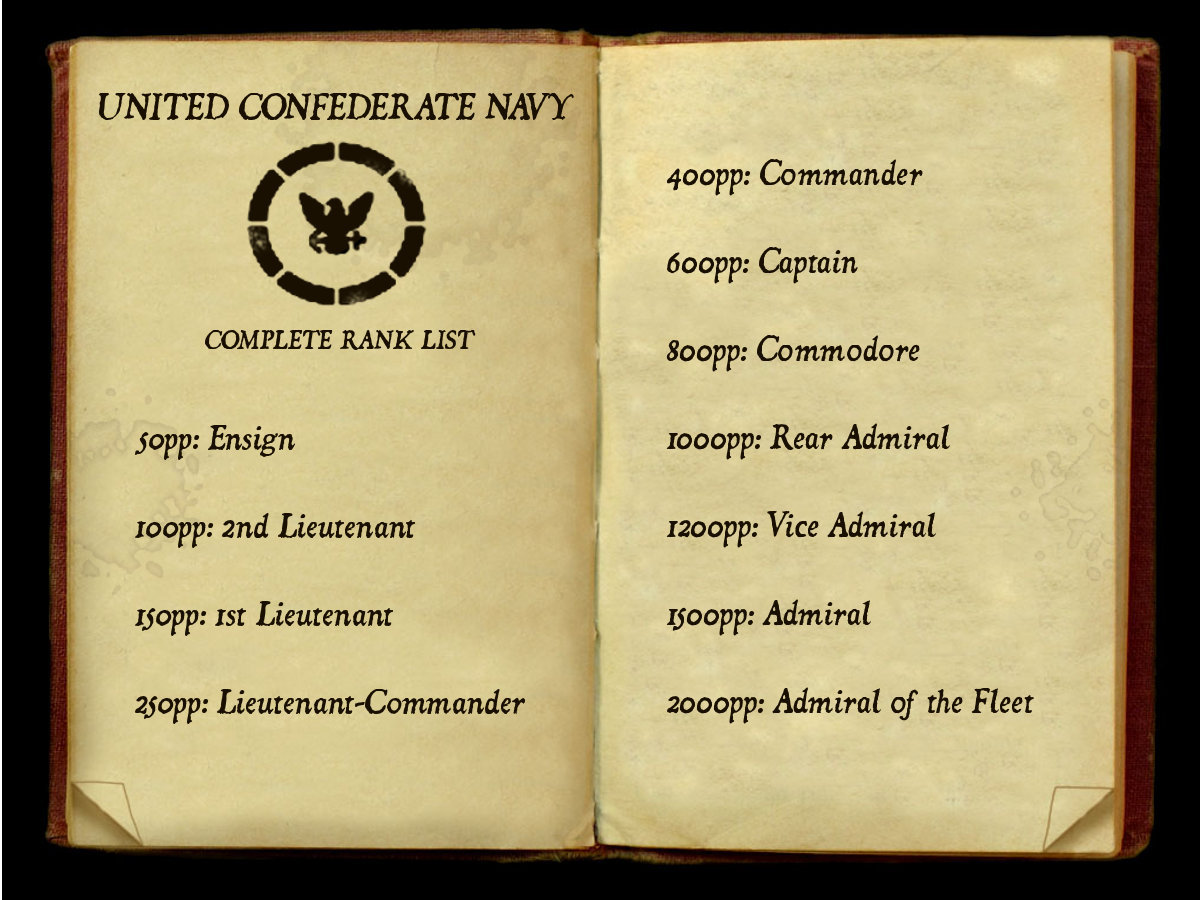 UNITED CONFEDERATE NAVY
COMPLETE RANK LIST
50pp: Ensign
100pp: 2nd Lieutenant
150pp: 1st Lieutenant
250pp: Lieutenant-Commander
400pp: Commander
600pp: Captain
800pp: Commodore
1000pp: Rear Admiral
1200pp: Vice Admiral
1500pp: Admiral
2000pp: Admiral of the Fleet